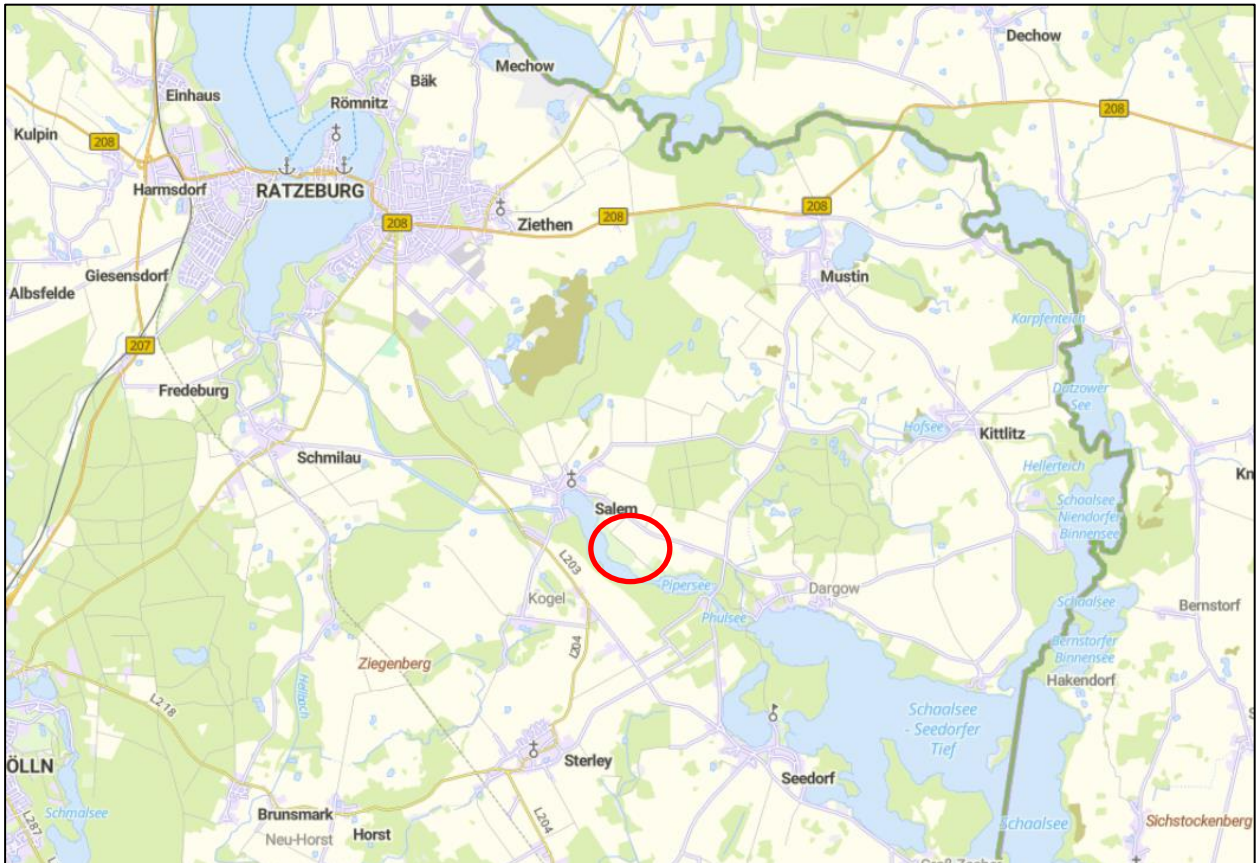 Dechow
Mechow
Bäk
Einhaus
Römnitz
208
Kulpin
208
Harmsdorf
RATZEBURG
208
Ziethen
208
208
Giesensdorf
Albsfelde
Mustin
Karpfenteich
207
Fredeburg
Dutzower
See
Hofsee
Kittlitz
Schmilau
Hellerteich
Kn
Schaalsee
Niendorfer
Binnensee
Salem
L203
Pipersee
Dargow
Kogel
Phulsee
Schaalsee
Bernstorf
L204
Bernstorfer
Binnensee
Ziegenberg
Hakendorf
Hellbach
L218
Schaalsee
- Seedorfer
Tief
ÖLLN
Sterley
Seedorf
Schmalsee
Brunsmark
L204
Neu-Horst
Horst
L287
Schaalsee
Sichstockenberg